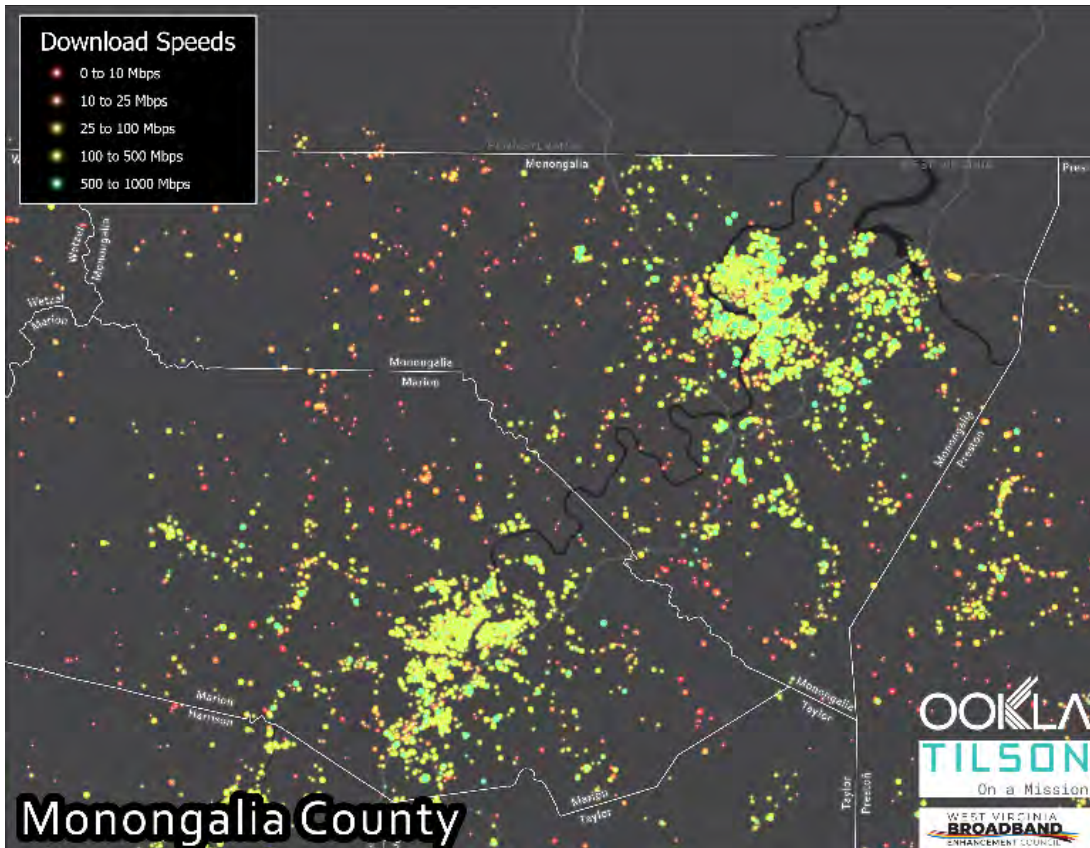 Download Speeds
0 to 10 Mbps
10 to 25 Mbps
25 to 100 Mbps
100 to 500 Mbps
500 to 1000 Mbps
W
Monongalia
Pres
Wetzel
Monongalia
Wetzel
Marion
Monongalia
Marion
Monongalia
Preston
Marion
Harrison
Monongalia
Taylor
Marion
Taylor
Taylor
Preston
OOKLA
TILSON
On a Mission
WEST VIRGINIA
BROADBAND
ENHANCEMENT COUNCIL
Monongalia County